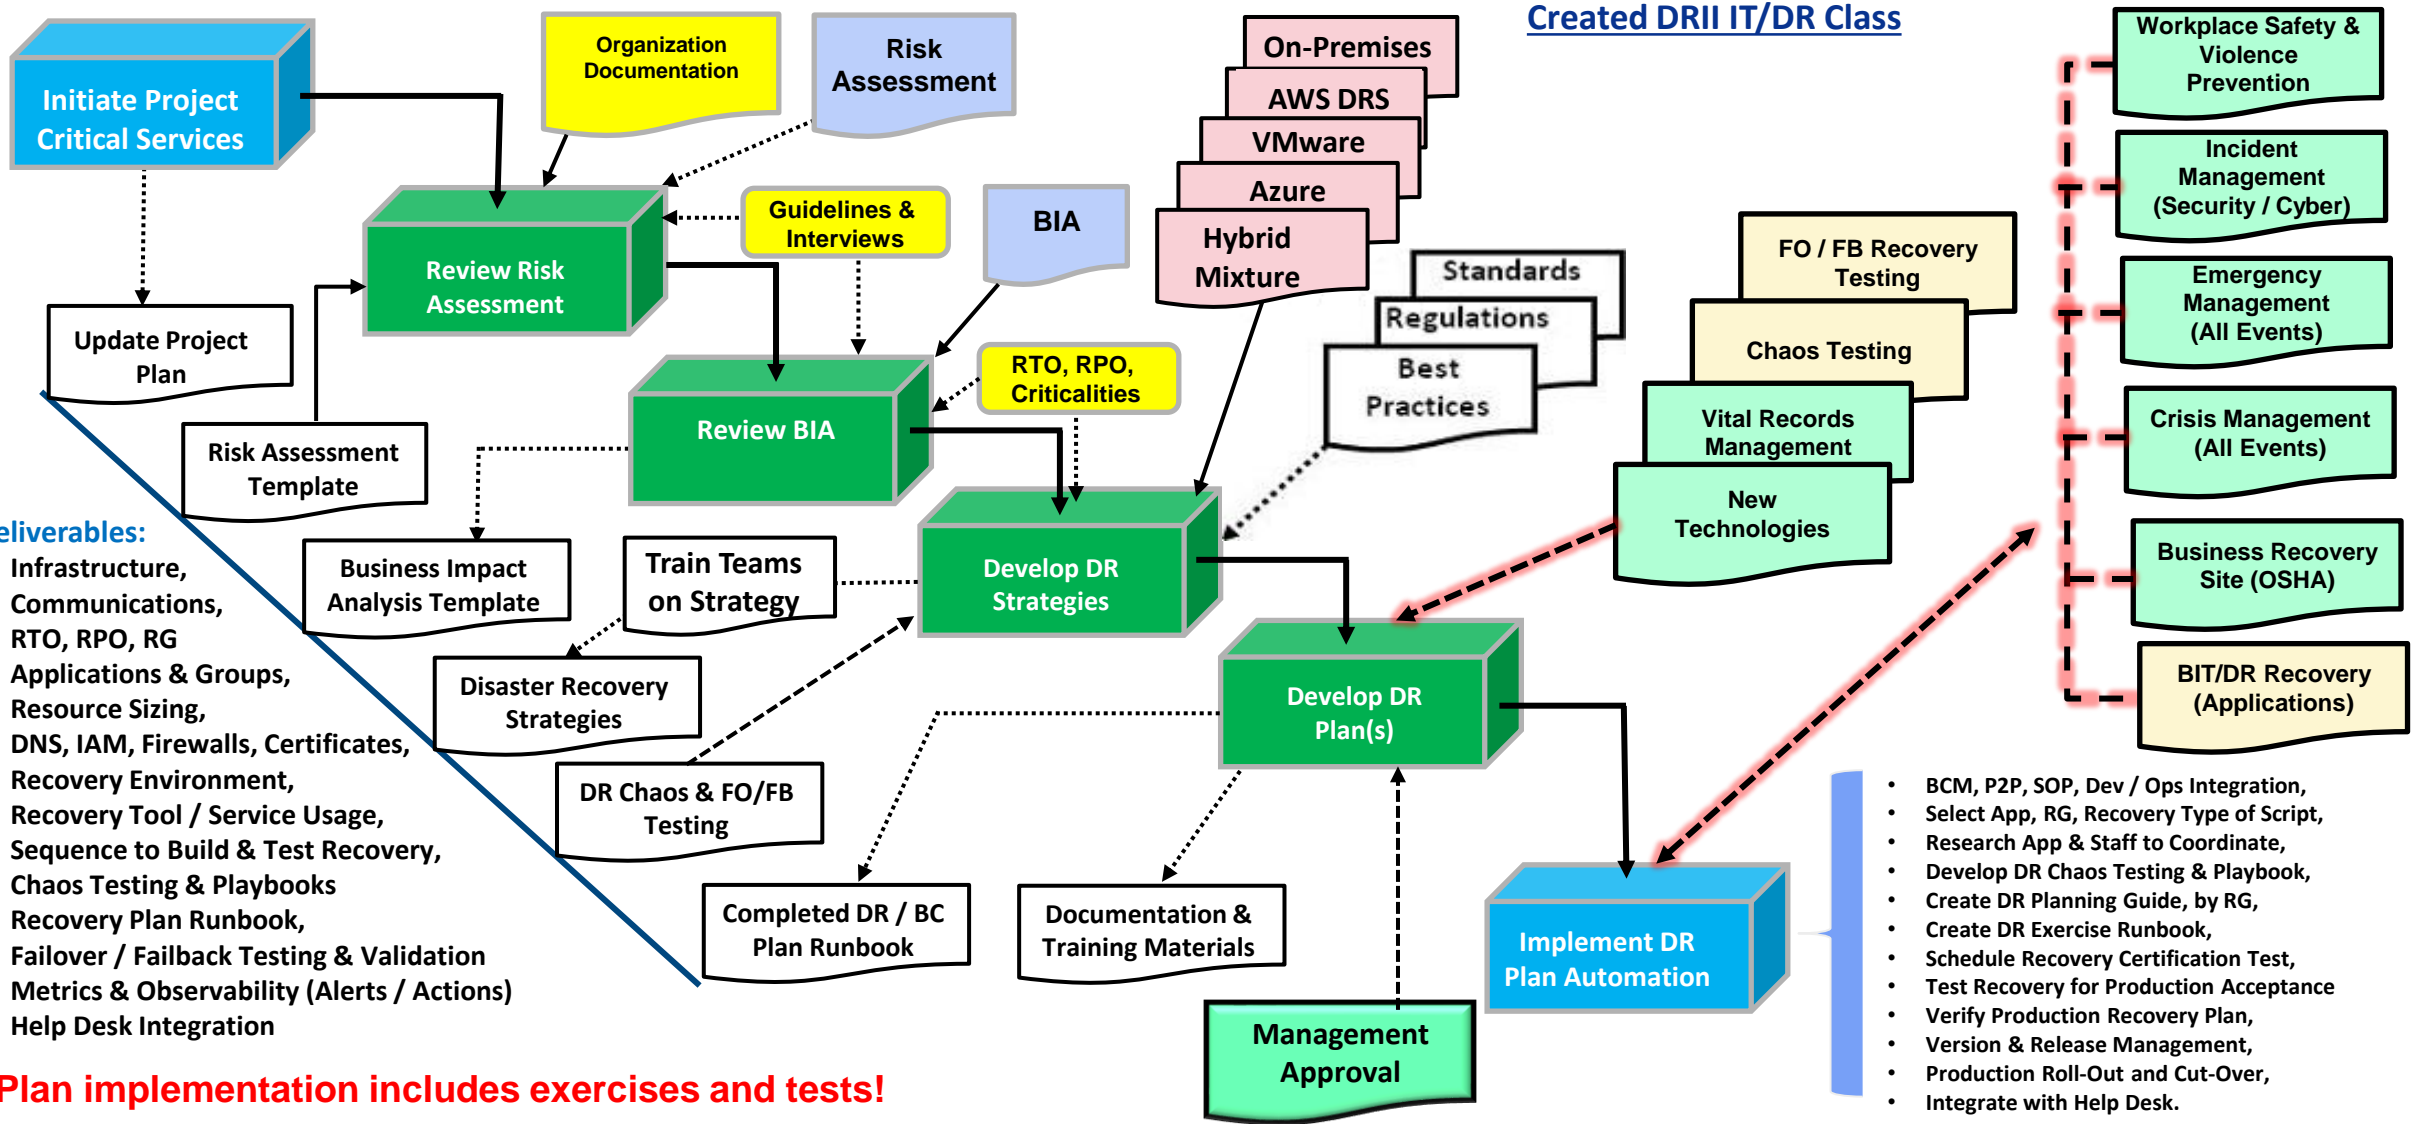 Created DRII IT/DR Class
Initiate Project
Critical Services
Organization
Documentation
Risk
Assessment
On-Premises
AWS DRS
VMware
Azure
Hybrid
Mixture
Workplace Safety &
Violence
Prevention
Incident
Management
(Security / Cyber)
Emergency
Management
(All Events)
Crisis Management
(All Events)
Business Recovery
Site (OSHA)
BIT/DR Recovery
(Applications)
Guidelines &
Interviews
BIA
Review Risk
Assessment
Standards
Regulations
Best
Practices
FO / FB Recovery
Testing
Chaos Testing
Vital Records
Management
New
Technologies
Update Project
Plan
RTO, RPO,
Criticalities
Review BIA
Risk Assessment
Template
Business Impact
Analysis Template
Train Teams
on Strategy
Develop DR
Strategies
Disaster Recovery
Strategies
Develop DR
Plan(s)
DR Chaos & FO/FB
Testing
Completed DR / BC
Plan Runbook
Documentation &
Training Materials
Implement DR
Plan Automation
Management
Approval
eliverables:
Infrastructure,
Communications,
RTO, RPO, RG
Applications & Groups,
Resource Sizing,
DNS, IAM, Firewalls, Certificates,
Recovery Environment,
Recovery Tool / Service Usage,
Sequence to Build & Test Recovery,
Chaos Testing & Playbooks
Recovery Plan Runbook,
Failover / Failback Testing & Validation
Metrics & Observability (Alerts / Actions)
Help Desk Integration
• BCM, P2P, SOP, Dev / Ops Integration,
• Select App, RG, Recovery Type of Script,
• Research App & Staff to Coordinate,
• Develop DR Chaos Testing & Playbook,
• Create DR Planning Guide, by RG,
• Create DR Exercise Runbook,
• Schedule Recovery Certification Test,
• Test Recovery for Production Acceptance
• Verify Production Recovery Plan,
• Version & Release Management,
• Production Roll-Out and Cut-Over,
• Integrate with Help Desk.
Plan implementation includes exercises and tests!